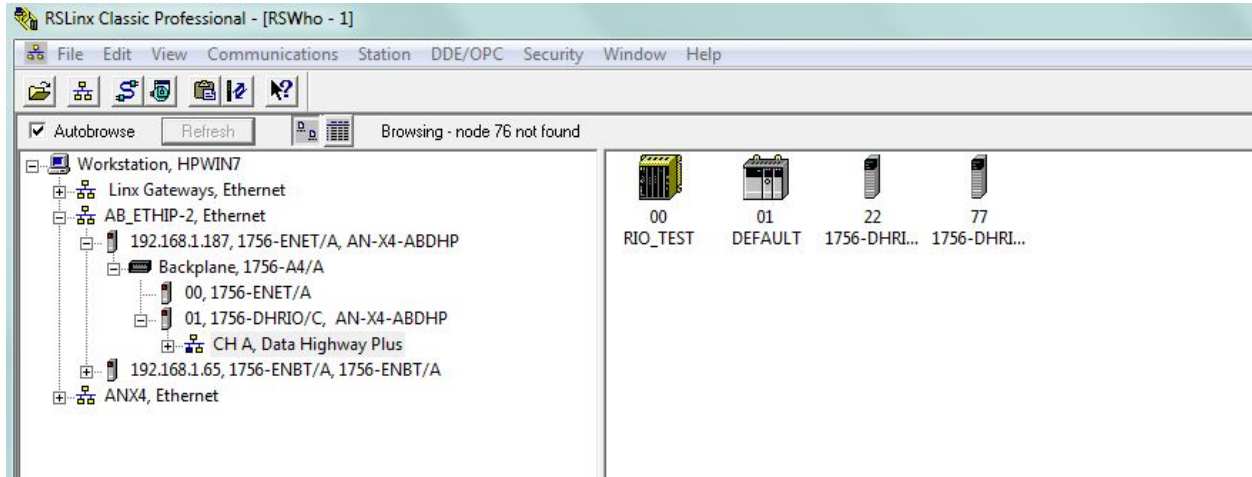 RSLinx Classic Professional - [RSWho - 1]
File Edit View Communications Station DDE/OPC Security Window Help
Autobrowse Refresh Browsing - node 76 not found
Workstation, HPWIN7
Linx Gateways, Ethernet
AB_ETHIP-2, Ethernet
192.168.1.187, 1756-ENET/A, AN-X4-ABDHP
Backplane, 1756-A4/A
00, 1756-ENET/A
01, 1756-DHRIO/C, AN-X4-ABDHP
CH A, Data Highway Plus
192.168.1.65, 1756-ENBT/A, 1756-ENBT/A
ANX4, Ethernet
00 01 22 77
RIO_TEST DEFAULT 1756-DHRI... 1756-DHRI...